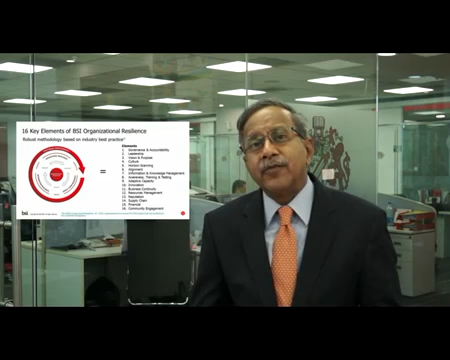 16 Key Elements of BSI Organizational Resilience
Robust methodology based on industry best practice
Elements
1. Governance & Accountability
2. Leadership
3. Vision & Purpose
4. Culture
5. Horizon Scanning
6. Alignment
7. Information & Knowledge Management
8. Awareness, Training & Testing
9. Adaptive Capacity
10. Innovation
11. Business Continuity
12. Resources Management
13. Reputation
14. Supply Chain
15. Financial
16. Community Engagement
=
bsi.